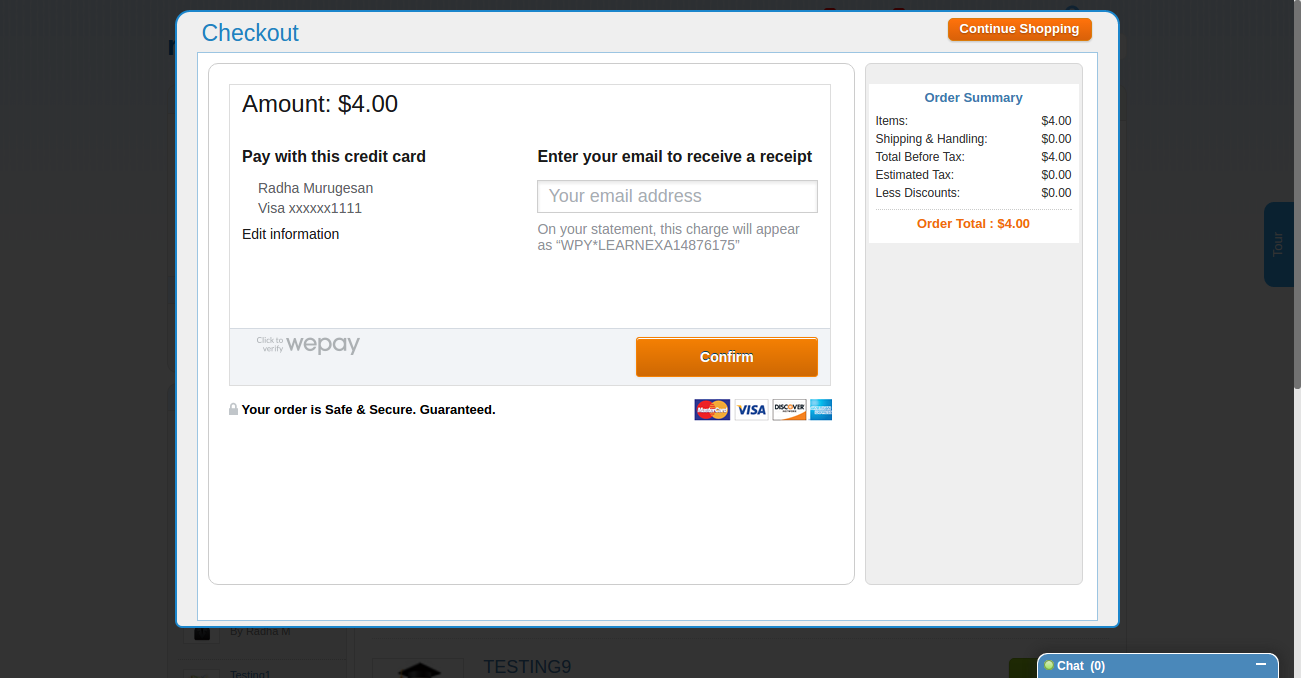 Checkout
Continue Shopping
Amount: $4.00
Pay with this credit card
Radha Murugesan
Visa xxxxxx1111
Edit information
Enter your email to receive a receipt
Your email address
On your statement, this charge will appear
as “WPY*LEARNEXA14876175”
Click to
verify
wepay
Confirm
Your order is Safe & Secure. Guaranteed.
MasterCard
VISA
DISCOVER
Order Summary
Items: $4.00
Shipping & Handling: $0.00
Total Before Tax: $4.00
Estimated Tax: $0.00
Less Discounts: $0.00
Order Total : $4.00
Tour
By Radha M
Testing1
TESTING9
Chat (0)